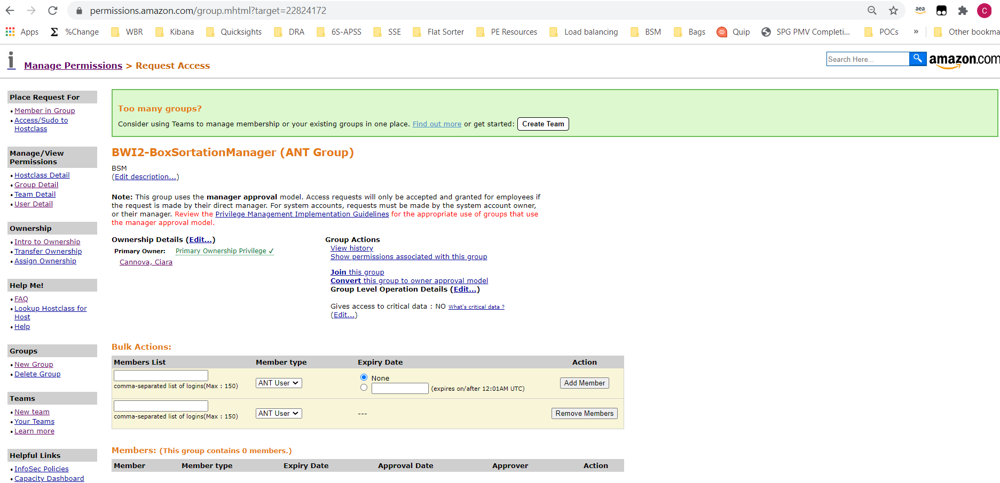 permissions.amazon.com/group.mhtml?target=22824172
aea
C
Apps
%Change
WBR
Kibana
Quicksights
DRA
6S-APSS
SSE
Flat Sorter
PE Resources
Load balancing
BSM
Bags
Quip
SPG PMV Completi...
POCs
»
Other bookma
Manage Permissions > Request Access
Search Here...
amazon.com
Place Request For
• Member in Group
• Access/Sudo to
Hostclass
Manage/View
Permissions
• Hostclass Detail
• Group Detail
• Team Detail
• User Detail
Ownership
• Intro to Ownership
• Transfer Ownership
• Assign Ownership
Help Me!
• FAQ
• Lookup Hostclass for
Host
• Help
Groups
• New Group
• Delete Group
Teams
• New team
• Your Teams
• Learn more
Helpful Links
• InfoSec Policies
• Capacity Dashboard
Too many groups?
Consider using Teams to manage membership or your existing groups in one place. Find out more or get started: Create Team
BWI2-BoxSortationManager (ANT Group)
BSM
(Edit description...)
Note: This group uses the manager approval model. Access requests will only be accepted and granted for employees if
the request is made by their direct manager. For system accounts, requests must be made by the system account owner,
or their manager. Review the Privilege Management Implementation Guidelines for the appropriate use of groups that use
the manager approval model.
Ownership Details (Edit...)
Primary Owner: Primary Ownership Privilege ✓
Cannova, Ciara
Group Actions
View history
Show permissions associated with this group
Join this group
Convert this group to owner approval model
Group Level Operation Details (Edit...)
Gives access to critical data : NO What's critical data ?
(Edit...)
Bulk Actions:
Members List Member type Expiry Date Action
comma-separated list of logins(Max : 150)
ANT User
None
(expires on/after 12:01AM UTC)
Add Member
comma-separated list of logins(Max : 150)
ANT User
---
Remove Members
Members: (This group contains 0 members.)
Member Member type Expiry Date Approval Date Approver Action